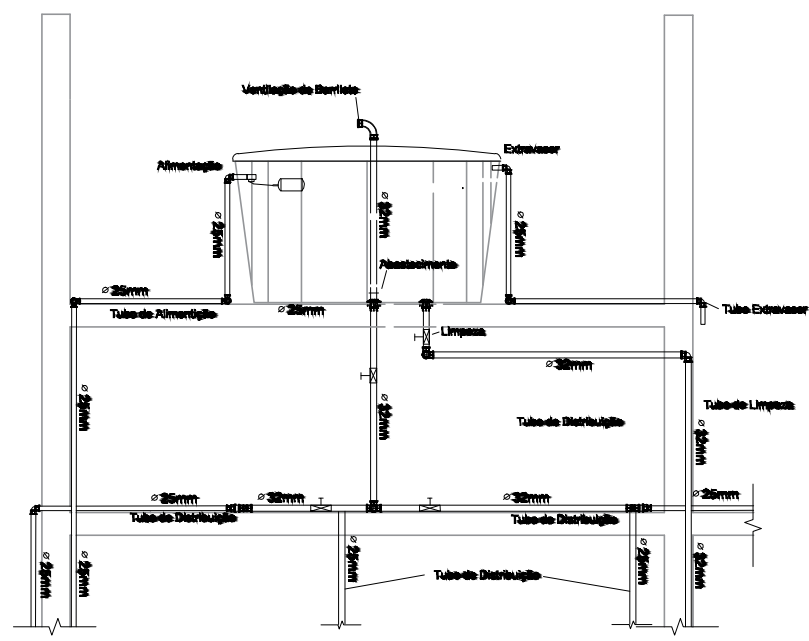 Ventilação do Barrilete
Extravasor
Alimentação
ø 25mm
ø 32mm
ø 25mm
Abastecimento
ø 25mm
Tubo de Alimentição
ø 25mm
Tubo Extravasor
Limpeza
ø 32mm
ø 25mm
ø 32mm
Tubo de Limpeza
Tubo de Distribuição
ø 32mm
ø 25mm
ø 32mm
ø 32mm
ø 25mm
Tubo de Distribuição
Tubo de Distribuição
ø 25mm
ø 25mm
ø 25mm
ø 25mm
ø 32mm
Tubo de Distribuição